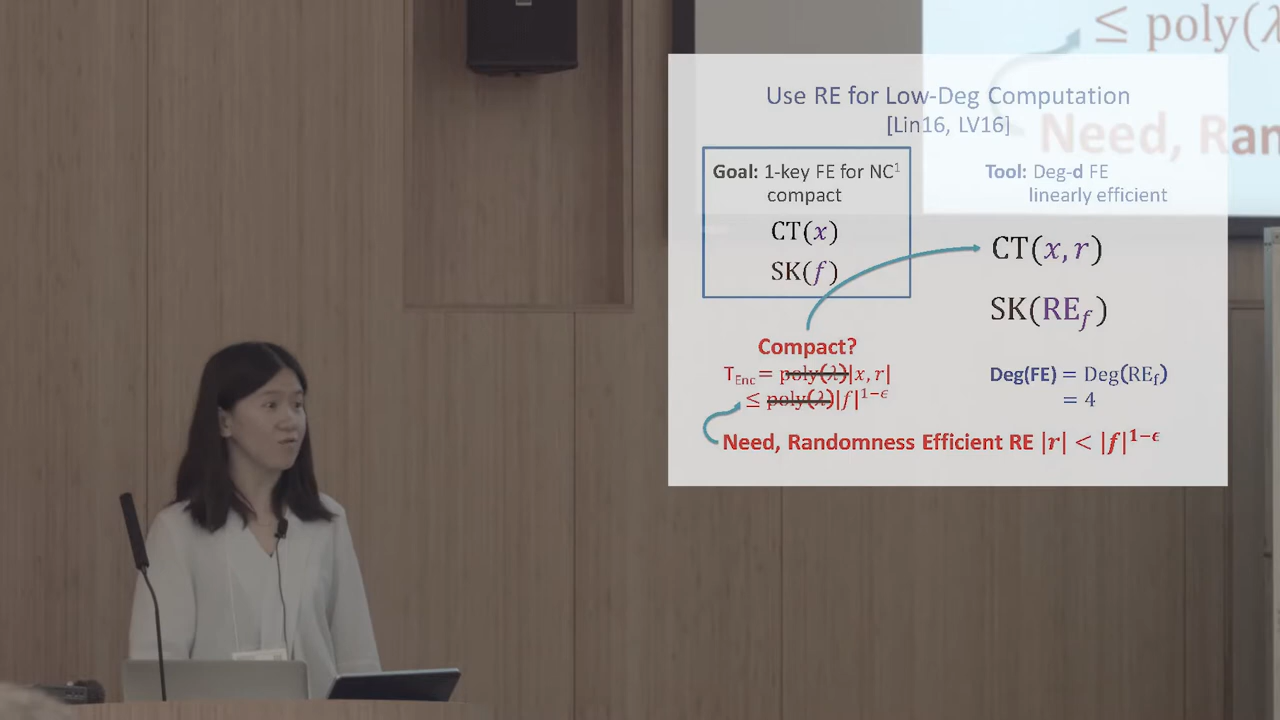 ≤ poly(λ
Need, Ran
Use RE for Low-Deg Computation
[Lin16, LV16]
Goal: 1-key FE for NC¹
compact
CT(x)
SK(f)
Tool: Deg-d FE
linearly efficient
CT(x, r)
SK(RE_f)
Compact?
T_Enc = poly(λ)|x, r|
≤ poly(λ)|f|^{1−ϵ}
Deg(FE) = Deg(RE_f)
= 4
Need, Randomness Efficient RE |r| < |f|^{1−ϵ}